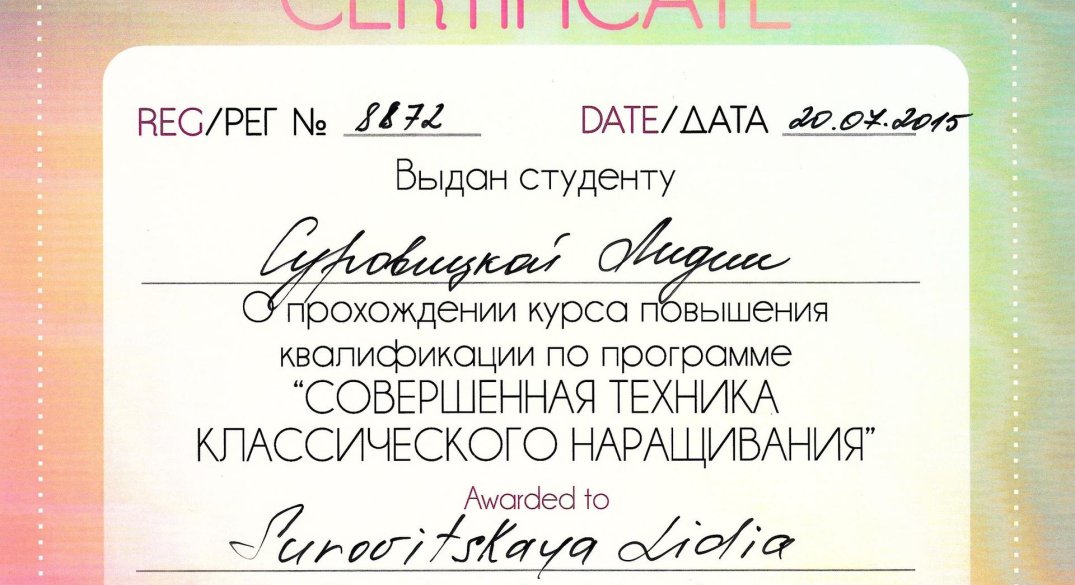 CERTIFICATE
REG/РЕГ № 8872 DATE/ДАТА 20.07.2015
Выдан студенту
Суровицкой Лидии
О прохождении курса повышения
квалификации по программе
“СОВЕРШЕННАЯ ТЕХНИКА
КЛАССИЧЕСКОГО НАРАЩИВАНИЯ”
Awarded to
Surovitskaya Lidia